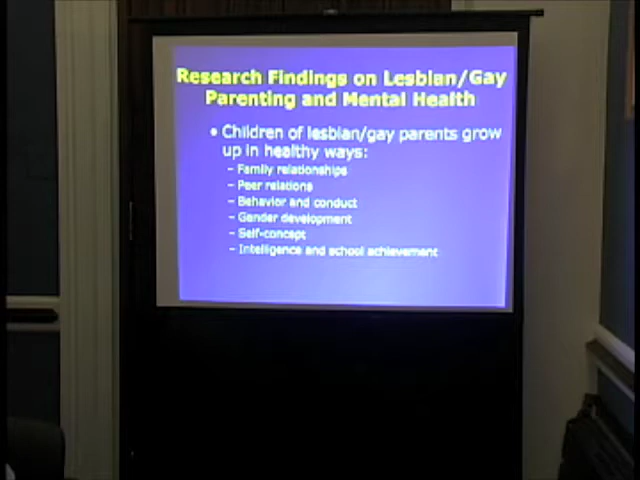 Research Findings on Lesbian/Gay
Parenting and Mental Health
• Children of lesbian/gay parents grow
up in healthy ways:
– Family relationships
– Peer relations
– Behavior and conduct
– Gender development
– Self-concept
– Intelligence and school achievement